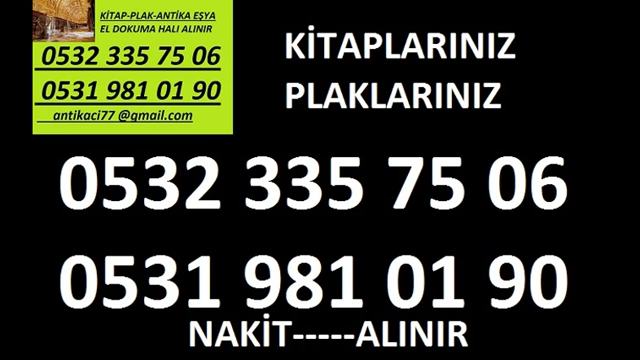 KİTAP-PLAK-ANTİKA EŞYA
EL DOKUMA HALI ALINIR
0532 335 75 06
0531 981 01 90
antikaci77 @gmail.com
KİTAPLARINIZ
PLAKLARINIZ
0532 335 75 06
0531 981 01 90
NAKİT-----ALINIR